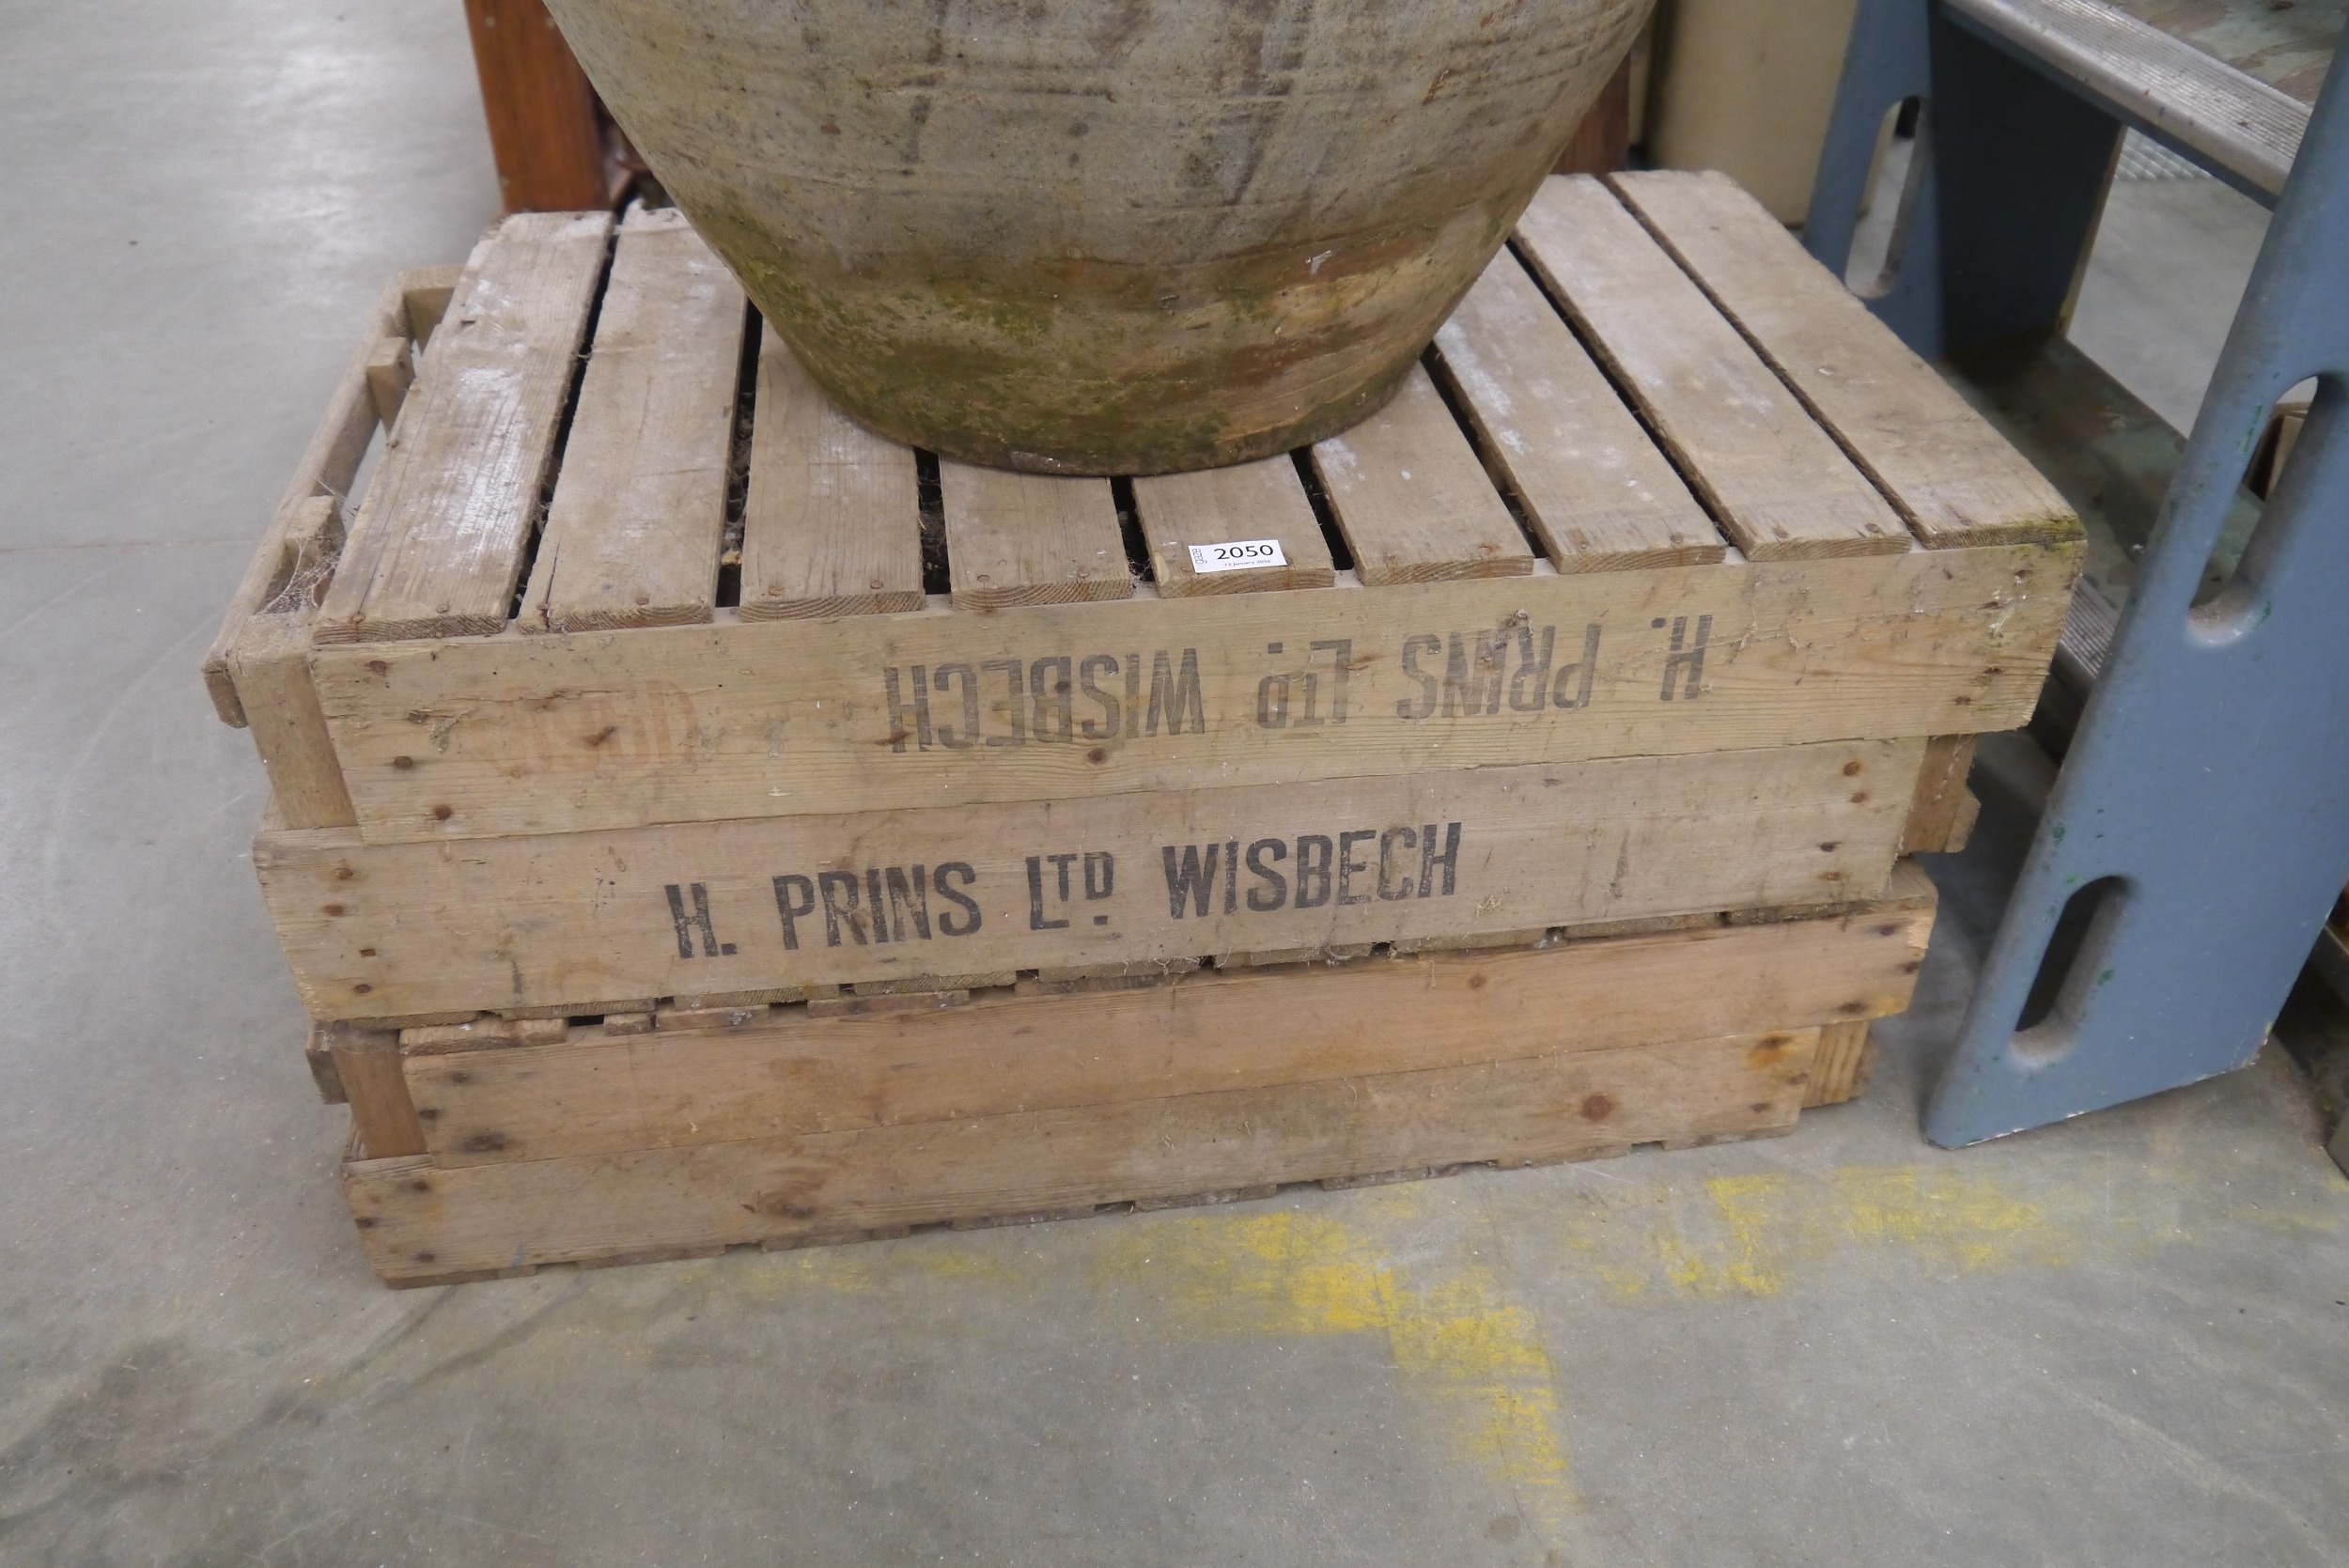 2050
H. PRINS LTD WISBECH
H. PRINS LTD WISBECH